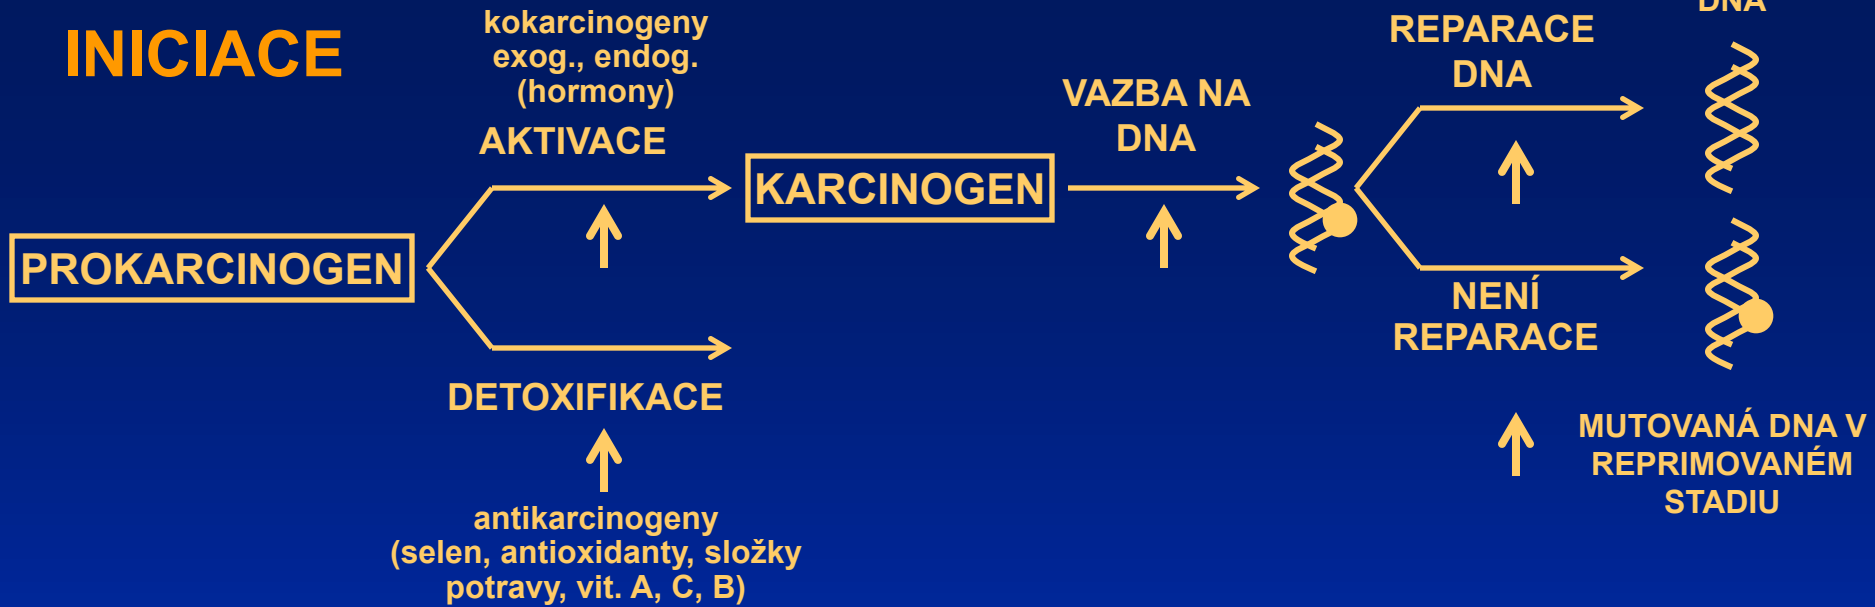 INICIACE
kokarcinogeny
exog., endog.
(hormony)
AKTIVACE
PROKARCINOGEN
DETOXIFIKACE
antikarcinogeny
(selen, antioxidanty, složky
potravy, vit. A, C, B)
KARCINOGEN
VAZBA NA
DNA
REPARACE
DNA
NENÍ
REPARACE
DNA
MUTOVANÁ DNA V
REPRIMOVANÉM
STADIU